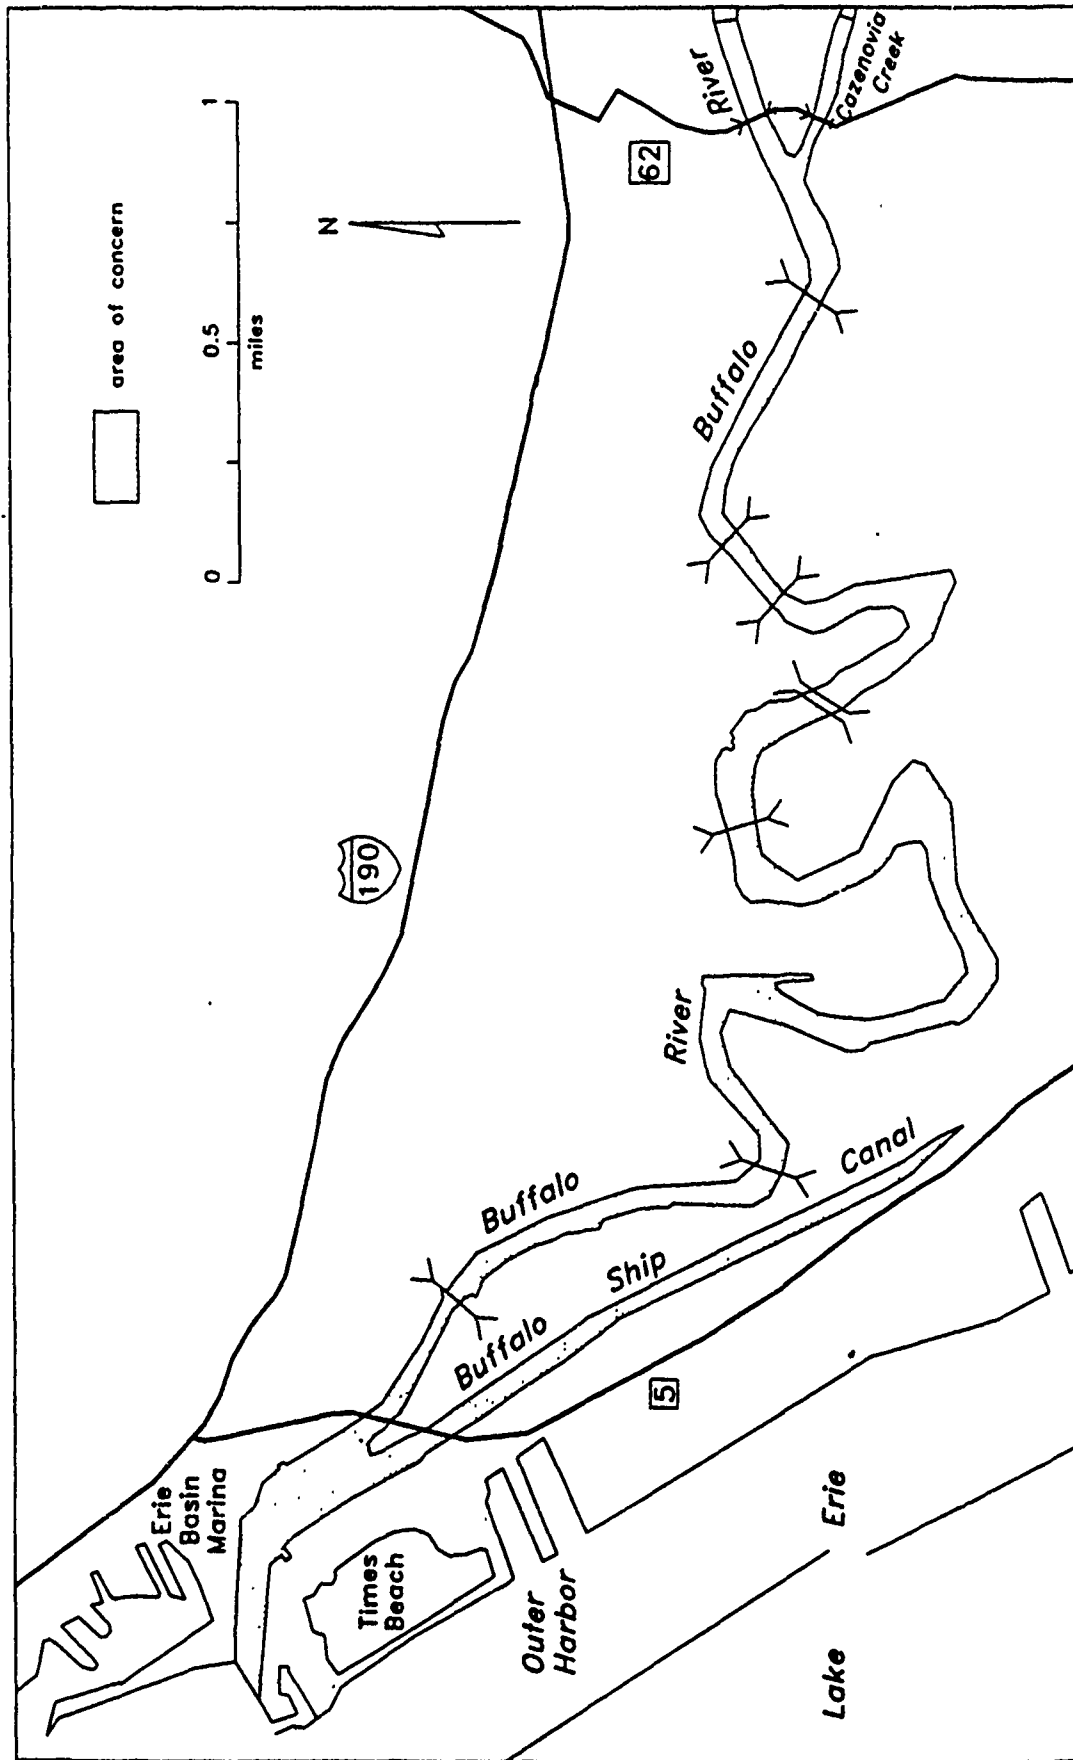 area of concern
0
0.5
1
miles
N
190
62
River
Cazenovia
Creek
Buffalo
River
Buffalo
Buffalo
Ship
Canal
5
Erie
Basin
Marina
Times
Beach
Outer
Harbor
Lake
Erie